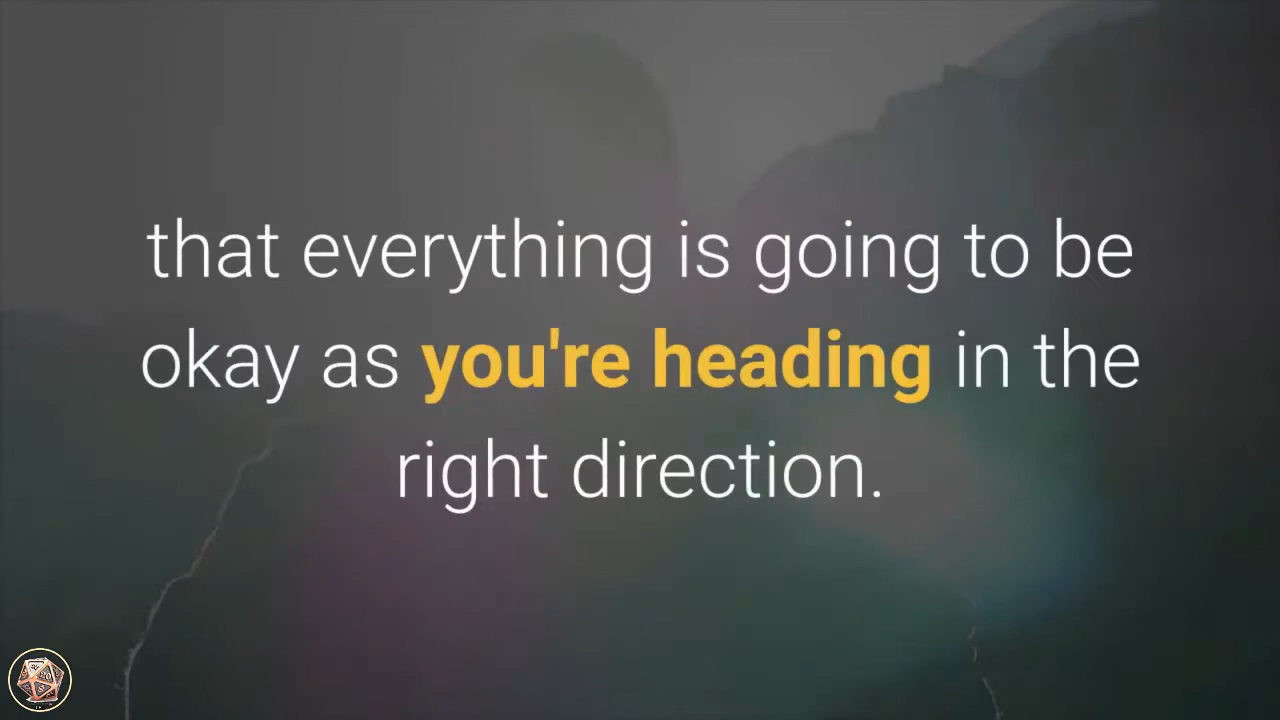 that everything is going to be
okay as you're heading in the
right direction.